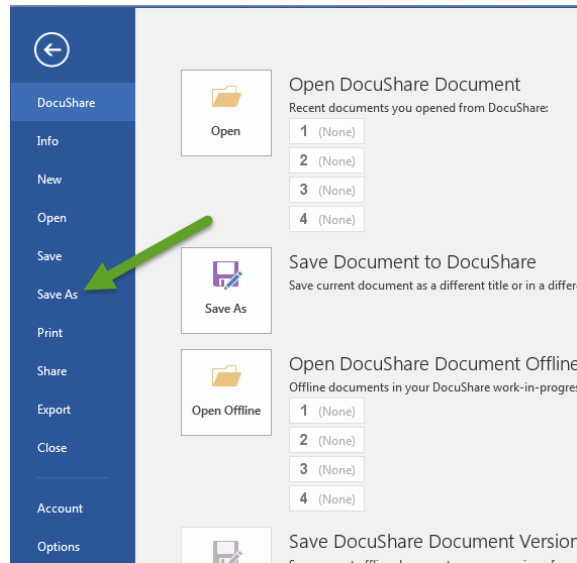 DocuShare
Info
New
Open
Save
Save As
Print
Share
Export
Close
Account
Options
Open
Open DocuShare Document
Recent documents you opened from DocuShare:
1 (None)
2 (None)
3 (None)
4 (None)
Save As
Save Document to DocuShare
Save current document as a different title or in a differ
Open Offline
Open DocuShare Document Offline
Offline documents in your DocuShare work-in-progres
1 (None)
2 (None)
3 (None)
4 (None)
Save DocuShare Document Version